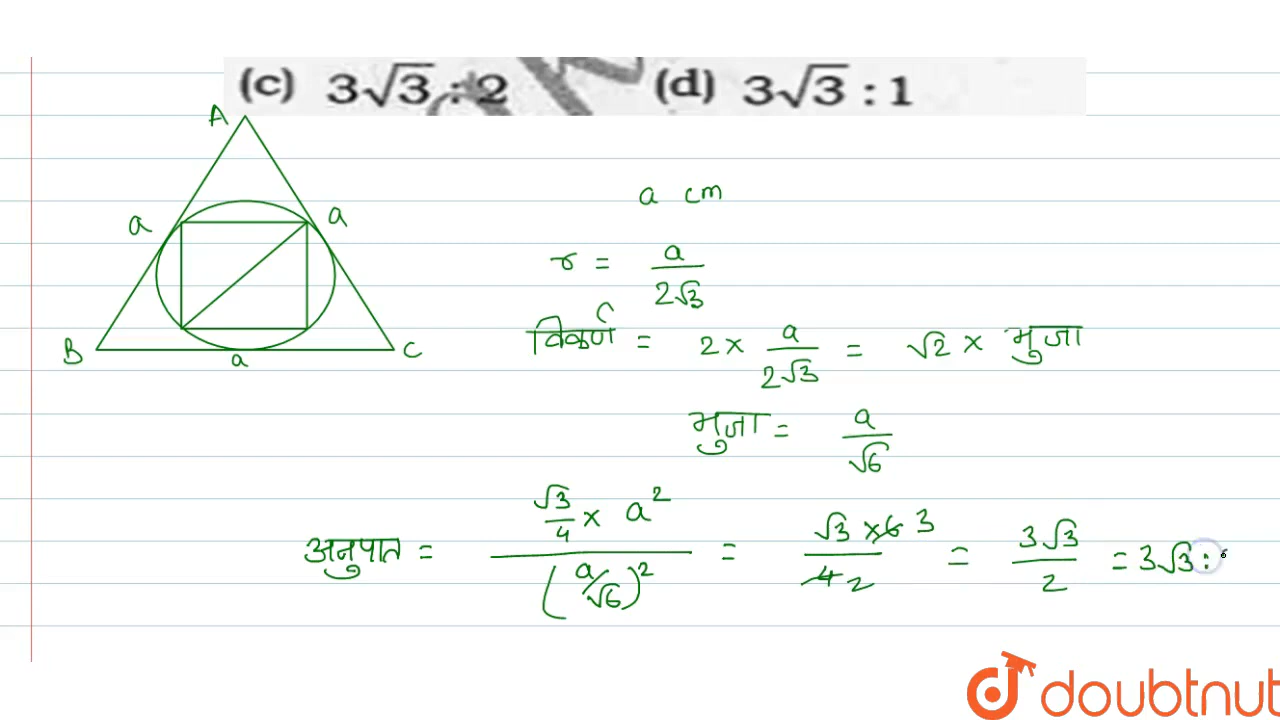 (c) 3√3 : 2 (d) 3√3 : 1
A
a cm
a a
r = a/2√3
विकर्ण = 2 × a/2√3 = √2 × भुजा
B a C
भुजा = a/√6
अनुपात = (√3/4 × a²)/(a/√6)² = (√3 × 6 3)/(4 2) = 3√3/2 = 3√3 :
doubtnut